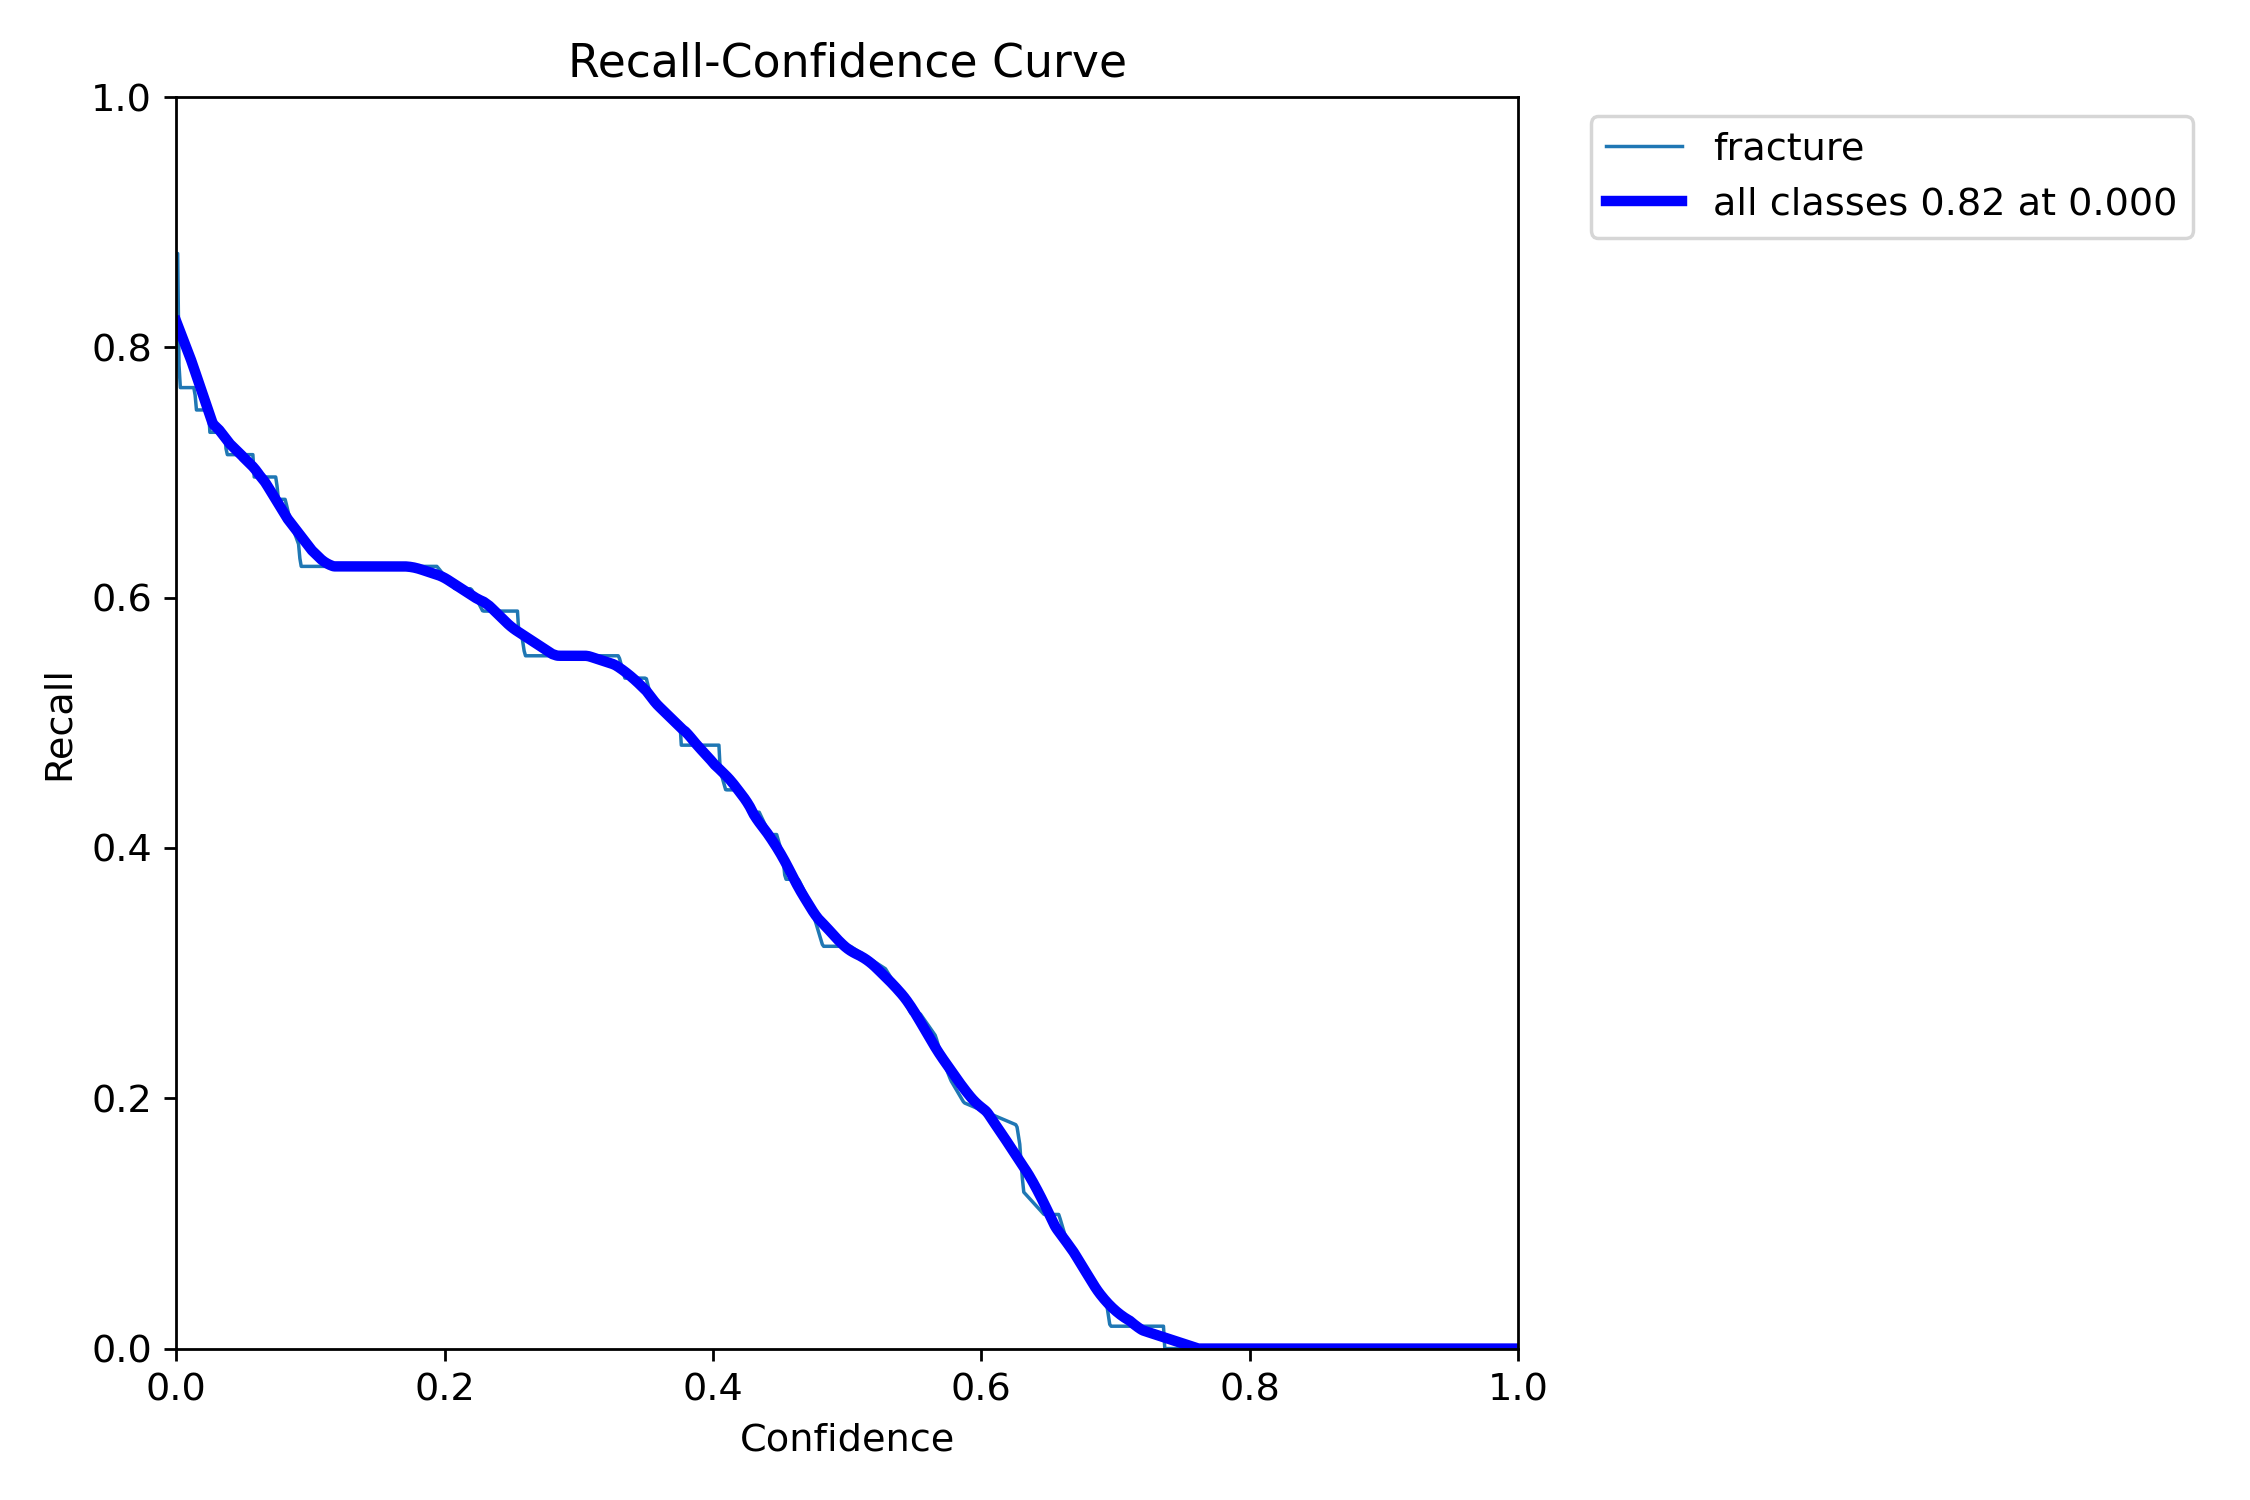 Recall-Confidence Curve
1.0
0.8
0.6
0.4
0.2
0.0
Recall
0.0 0.2 0.4 0.6 0.8 1.0
Confidence
fracture
all classes 0.82 at 0.000